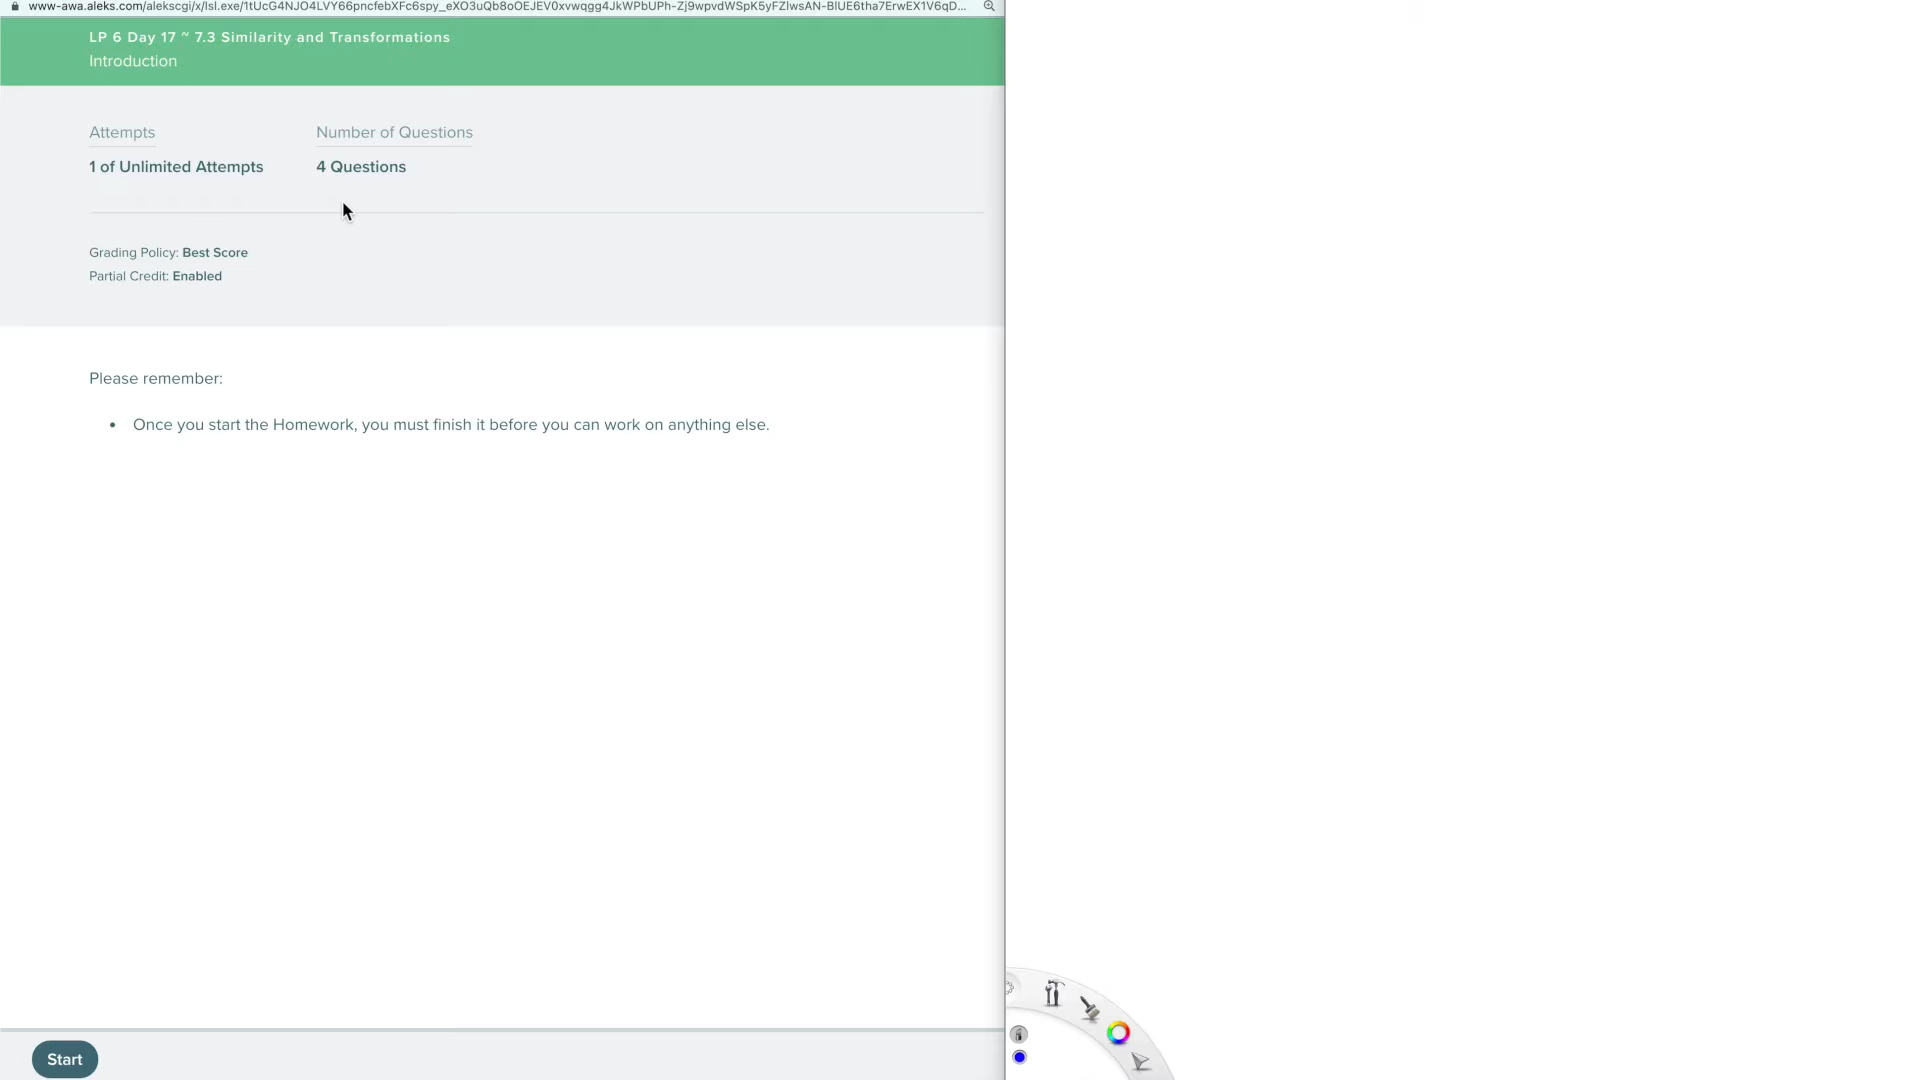 www-awa.aleks.com/alekscgi/x/Isl.exe/1tUcG4NJO4LVY66pncfebXFc6spy_eXO3uQb8oOEJEV0xvwqgg4JkWPbUPh-Zj9wpvdWSpK5yFZIwsAN-BlUE6tha7ErwEX1V6qD...
LP 6 Day 17 ~ 7.3 Similarity and Transformations
Introduction
Attempts
Number of Questions
1 of Unlimited Attempts
4 Questions
Grading Policy: Best Score
Partial Credit: Enabled
Please remember:
• Once you start the Homework, you must finish it before you can work on anything else.
Start